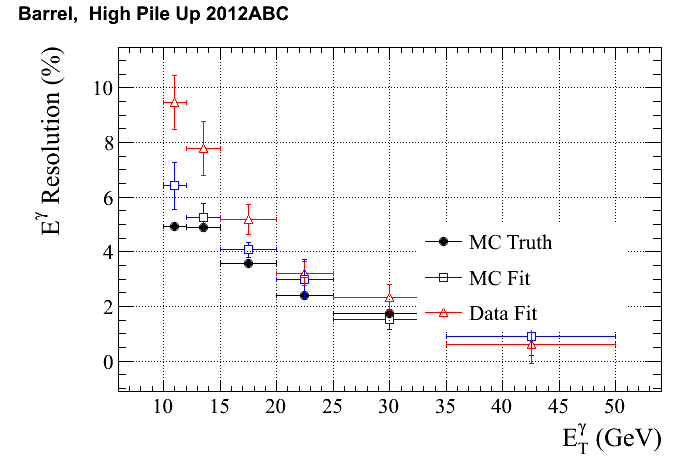 Barrel,  High Pile Up 2012ABC
E^γ Resolution (%)
10
8
6
4
2
0
MC Truth
MC Fit
Data Fit
10 15 20 25 30 35 40 45 50
E_T^γ (GeV)